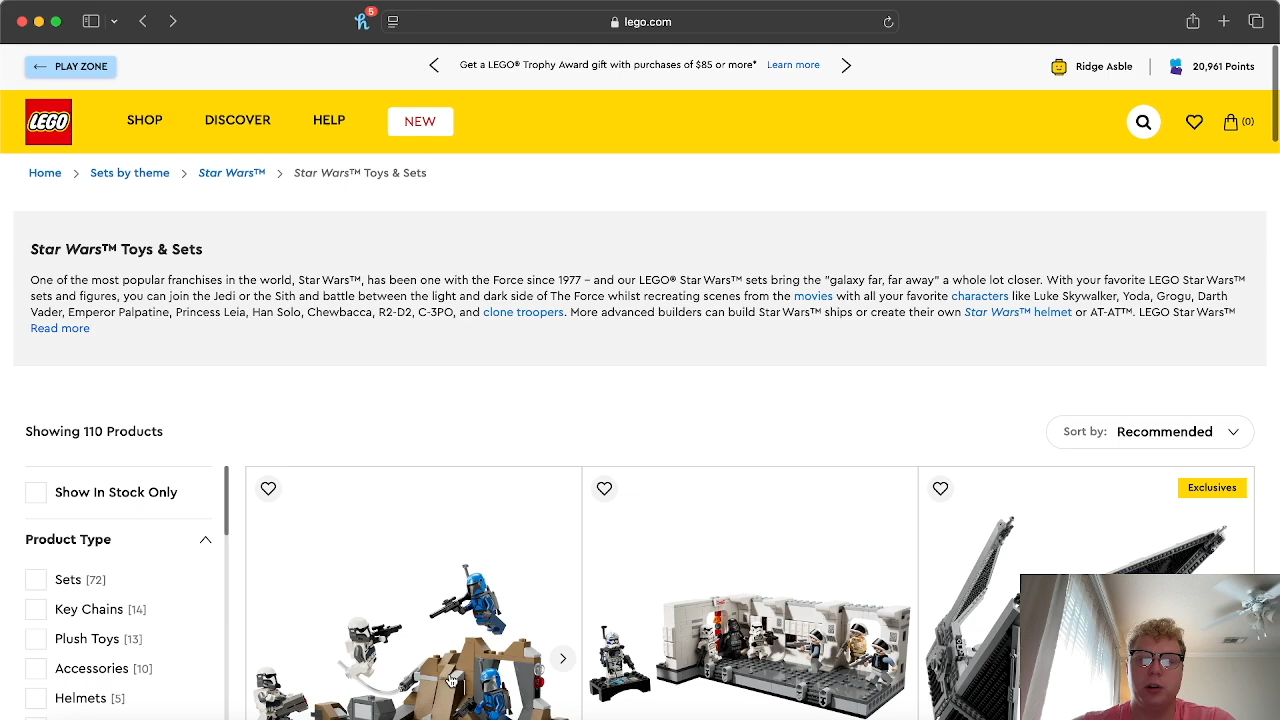 5
lego.com
PLAY ZONE
Get a LEGO® Trophy Award gift with purchases of $85 or more* Learn more
Ridge Asble
20,961 Points
LEGO
SHOP
DISCOVER
HELP
NEW
(0)
Home > Sets by theme > Star Wars™ > Star Wars™ Toys & Sets
Star Wars™ Toys & Sets
One of the most popular franchises in the world, Star Wars™, has been one with the Force since 1977 – and our LEGO® Star Wars™ sets bring the "galaxy far, far away" a whole lot closer. With your favorite LEGO Star Wars™
sets and figures, you can join the Jedi or the Sith and battle between the light and dark side of The Force whilst recreating scenes from the movies with all your favorite characters like Luke Skywalker, Yoda, Grogu, Darth
Vader, Emperor Palpatine, Princess Leia, Han Solo, Chewbacca, R2-D2, C-3PO, and clone troopers. More advanced builders can build Star Wars™ ships or create their own Star Wars™ helmet or AT-AT™. LEGO Star Wars™
Read more
Showing 110 Products
Sort by: Recommended
Show In Stock Only
Exclusives
Product Type
Sets [72]
Key Chains [14]
Plush Toys [13]
Accessories [10]
Helmets [5]